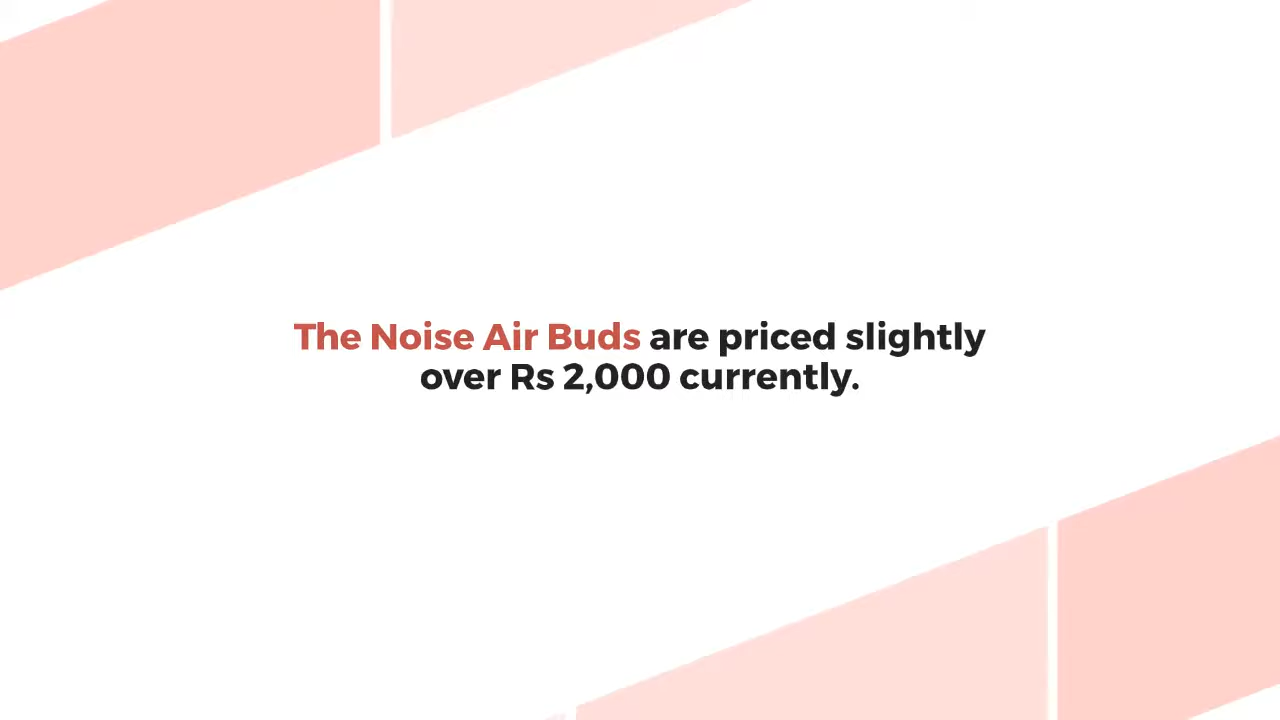 The Noise Air Buds are priced slightly
over Rs 2,000 currently.